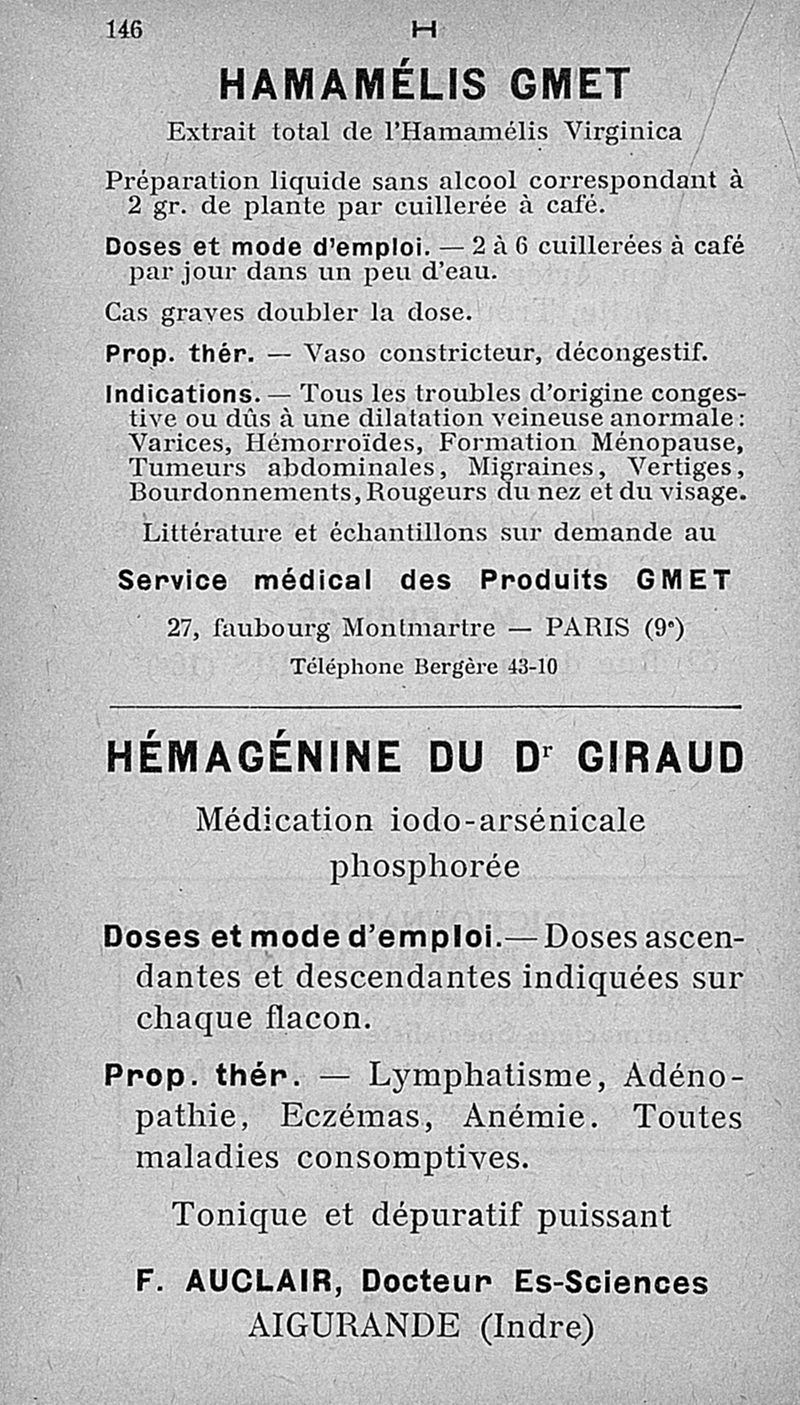 146
H
HAMAMÉLIS GMET
Extrait total de l'Hamamélis Virginica
Préparation liquide sans alcool correspondant à
2 gr. de plante par cuillerée à café.
Doses et mode d'emploi. — 2 à 6 cuillerées à café
par jour dans un peu d'eau.
Cas graves doubler la dose.
Prop. thér. — Vaso constricteur, décongestif.
Indications. — Tous les troubles d'origine conges-
tive ou dûs à une dilatation veineuse anormale :
Varices, Hémorroïdes, Formation Ménopause,
Tumeurs abdominales, Migraines, Vertiges,
Bourdonnements, Rougeurs du nez et du visage.
Littérature et échantillons sur demande au
Service médical des Produits GMET
27, faubourg Montmartre — PARIS (9e)
Téléphone Bergère 43-10
HÉMAGÉNINE DU Dr GIRAUD
Médication iodo-arsénicale
phosphorée
Doses et mode d'emploi. — Doses ascen-
dantes et descendantes indiquées sur
chaque flacon.
Prop. thér. — Lymphatisme, Adéno-
pathie, Eczémas, Anémie. Toutes
maladies consomptives.
Tonique et dépuratif puissant
F. AUCLAIR, Docteur Es-Sciences
AIGURANDE (Indre)